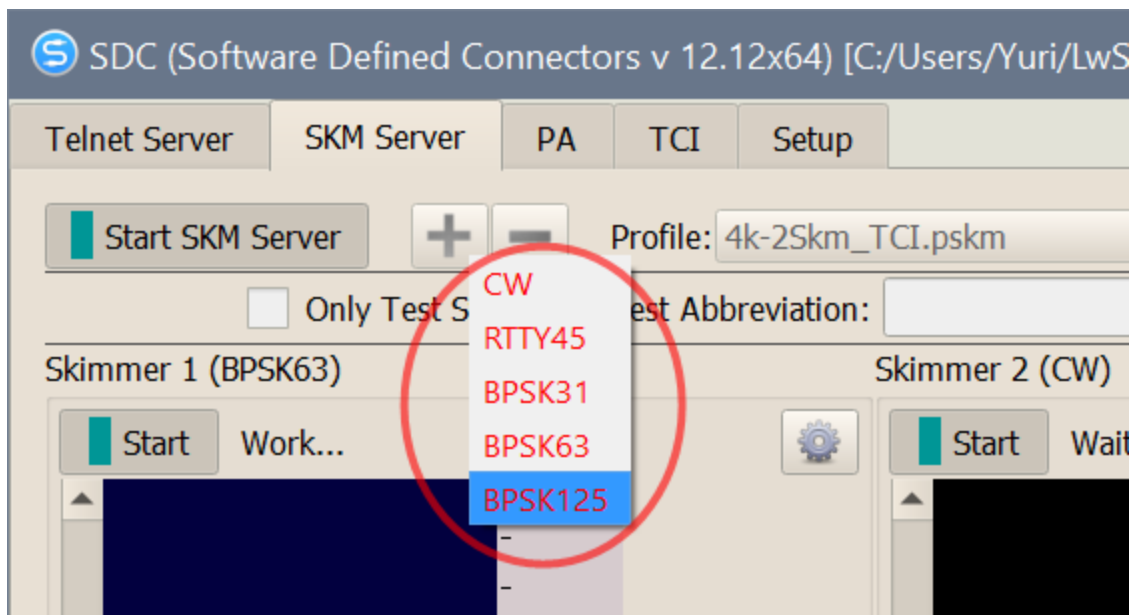 SDC (Software Defined Connectors v 12.12x64) [C:/Users/Yuri/LwS
Telnet Server SKM Server PA TCI Setup
Start SKM Server Profile: 4k-2Skm_TCI.pskm
CW
Only Test S est Abbreviation:
RTTY45
Skimmer 1 (BPSK63) Skimmer 2 (CW)
BPSK31
Start Work... Start Wait
BPSK63
BPSK125
-
-